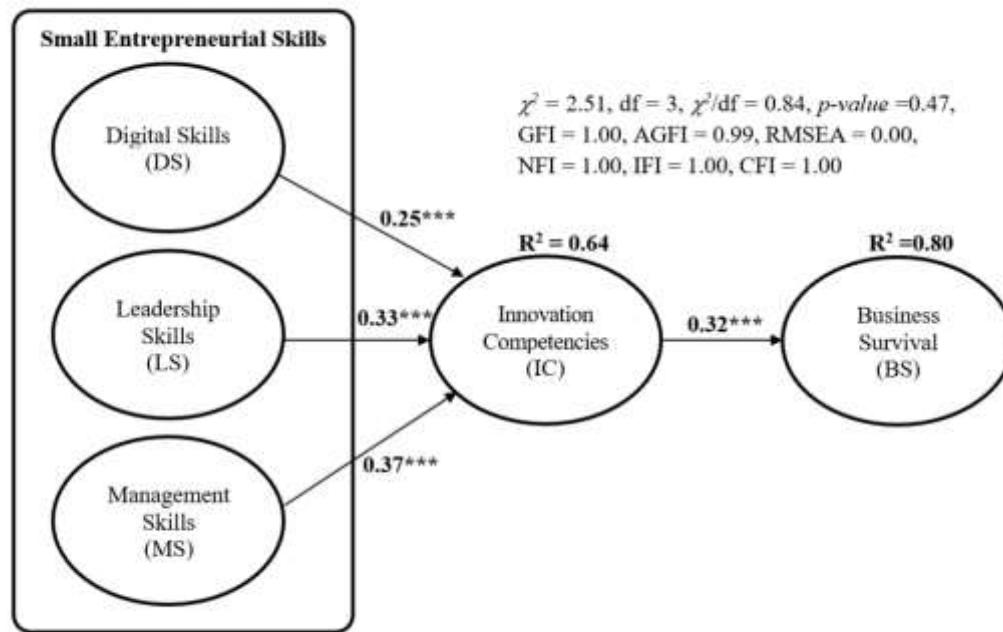 Small Entrepreneurial Skills
Digital Skills
(DS)
Leadership
Skills
(LS)
Management
Skills
(MS)
χ² = 2.51, df = 3, χ²/df = 0.84, p-value =0.47,
GFI = 1.00, AGFI = 0.99, RMSEA = 0.00,
NFI = 1.00, IFI = 1.00, CFI = 1.00
0.25***
0.33***
0.37***
R² = 0.64
Innovation
Competencies
(IC)
0.32***
R² =0.80
Business
Survival
(BS)